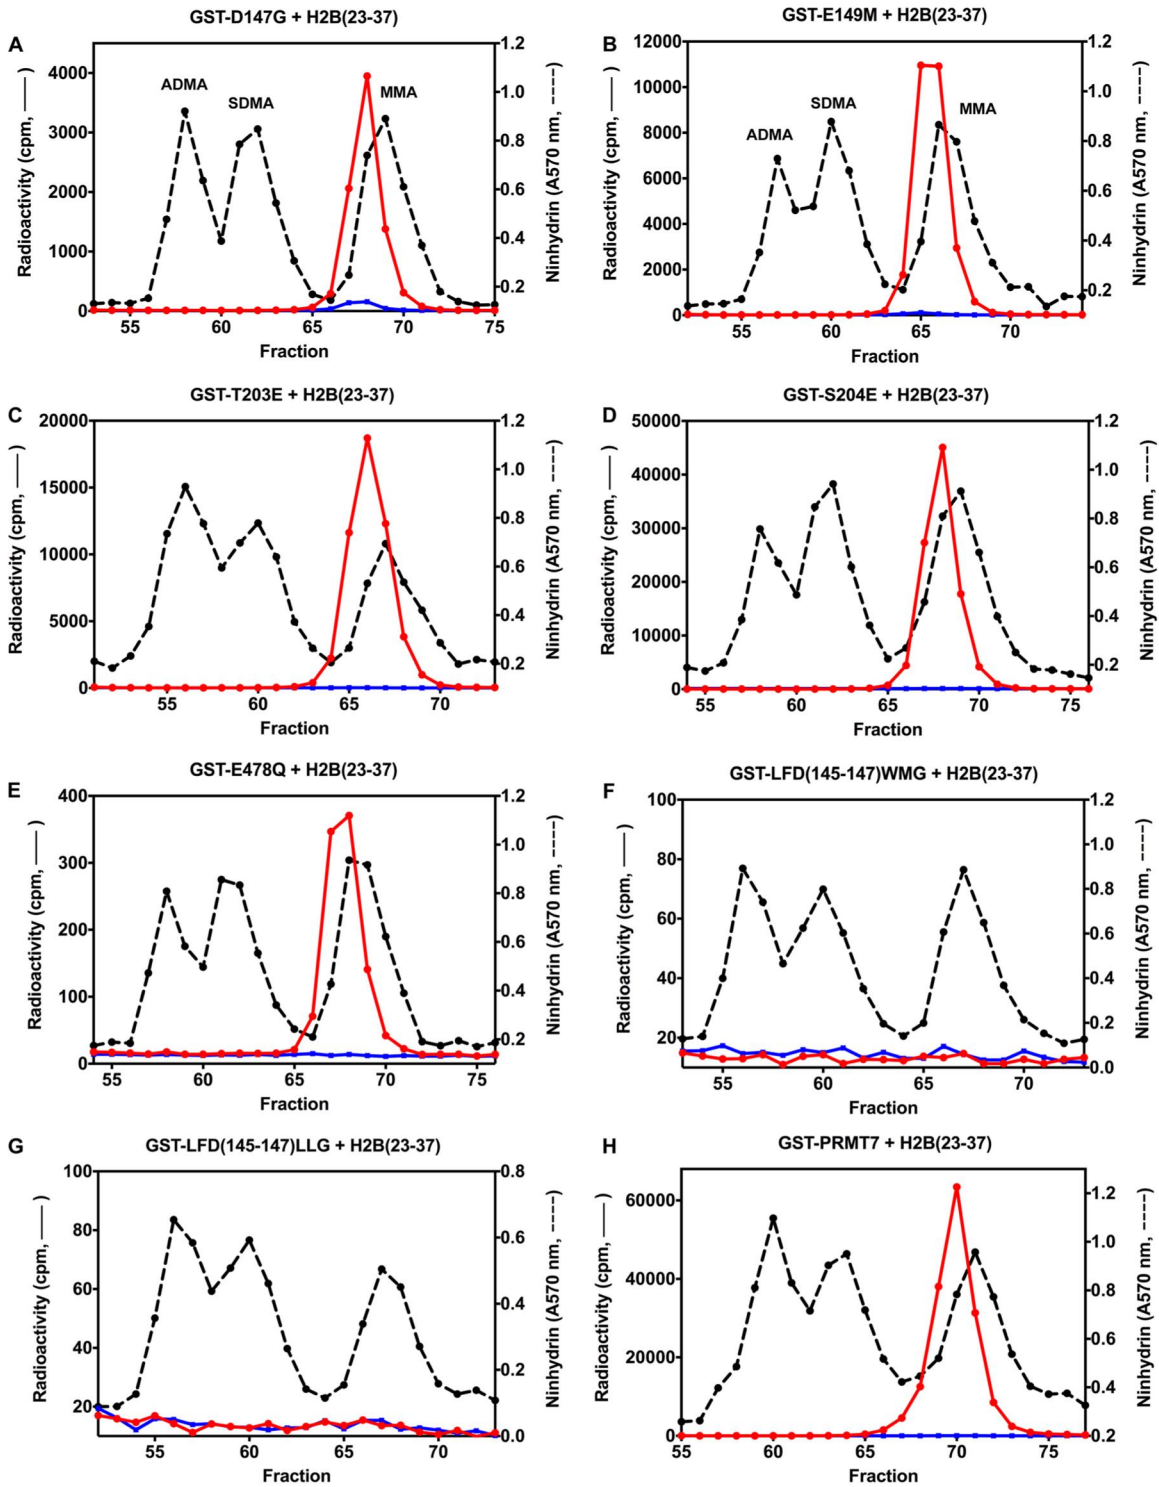 GST-D147G + H2B(23-37)
A
Radioactivity (cpm, —— )
4000
3000
2000
1000
0
55
60
65
70
75
Fraction
1.2
1.0
0.8
0.6
0.4
0.2
Ninhydrin (A570 nm, ----)
ADMA
SDMA
MMA
GST-E149M + H2B(23-37)
B
Radioactivity (cpm, —— )
12000
10000
8000
6000
4000
2000
0
55
60
65
70
Fraction
1.2
1.0
0.8
0.6
0.4
0.2
Ninhydrin (A570 nm, ----)
ADMA
SDMA
MMA
GST-T203E + H2B(23-37)
C
Radioactivity (cpm, —— )
20000
15000
10000
5000
0
55
60
65
70
Fraction
1.2
1.0
0.8
0.6
0.4
0.2
Ninhydrin (A570 nm, ----)
GST-S204E + H2B(23-37)
D
Radioactivity (cpm, —— )
50000
40000
30000
20000
10000
0
55
60
65
70
75
Fraction
1.2
1.0
0.8
0.6
0.4
0.2
Ninhydrin (A570 nm, ----)
GST-E478Q + H2B(23-37)
E
Radioactivity (cpm, —— )
400
300
200
100
0
55
60
65
70
75
Fraction
1.2
1.0
0.8
0.6
0.4
0.2
Ninhydrin (A570 nm, ----)
GST-LFD(145-147)WMG + H2B(23-37)
F
Radioactivity (cpm, —— )
100
80
60
40
20
55
60
65
70
Fraction
1.2
1.0
0.8
0.6
0.4
0.2
0.0
Ninhydrin (A570 nm, ----)
GST-LFD(145-147)LLG + H2B(23-37)
G
Radioactivity (cpm, —— )
100
80
60
40
20
55
60
65
70
Fraction
0.8
0.6
0.4
0.2
0.0
Ninhydrin (A570 nm, ----)
GST-PRMT7 + H2B(23-37)
H
Radioactivity (cpm, —— )
60000
40000
20000
0
55
60
65
70
75
Fraction
1.2
1.0
0.8
0.6
0.4
0.2
Ninhydrin (A570 nm, ----)